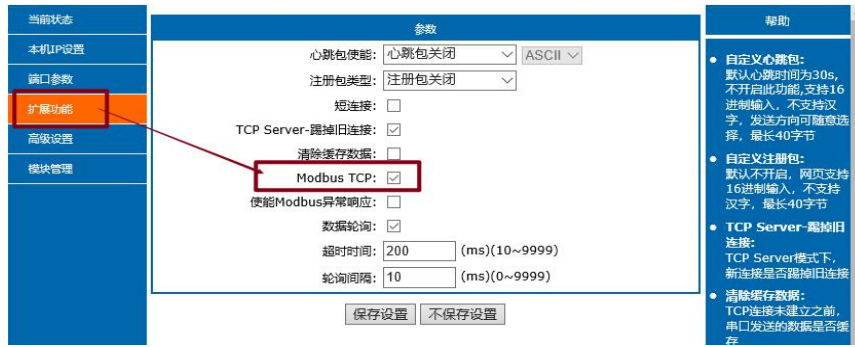 当前状态
本机IP设置
端口参数
扩展功能
高级设置
模块管理
参数
心跳包使能: 心跳包关闭 ASCII
注册包类型: 注册包关闭
短连接:
TCP Server-踢掉旧连接:
清除缓存数据:
Modbus TCP:
使能Modbus异常响应:
数据轮询:
超时时间: 200 (ms)(10~9999)
轮询间隔: 10 (ms)(0~9999)
保存设置 不保存设置
帮助
自定义心跳包:
默认心跳时间为30s,
不开启此功能,支持16
进制输入，不支持汉
字，发送方向可随意选
择，最长40字节
自定义注册包:
默认不开启，网页支持
16进制输入，不支持
汉字，最长40字节
TCP Server-踢掉旧
连接:
TCP Server模式下，
新连接是否踢掉旧连接
清除缓存数据:
TCP连接未建立之前，
串口发送的数据是否缓
存